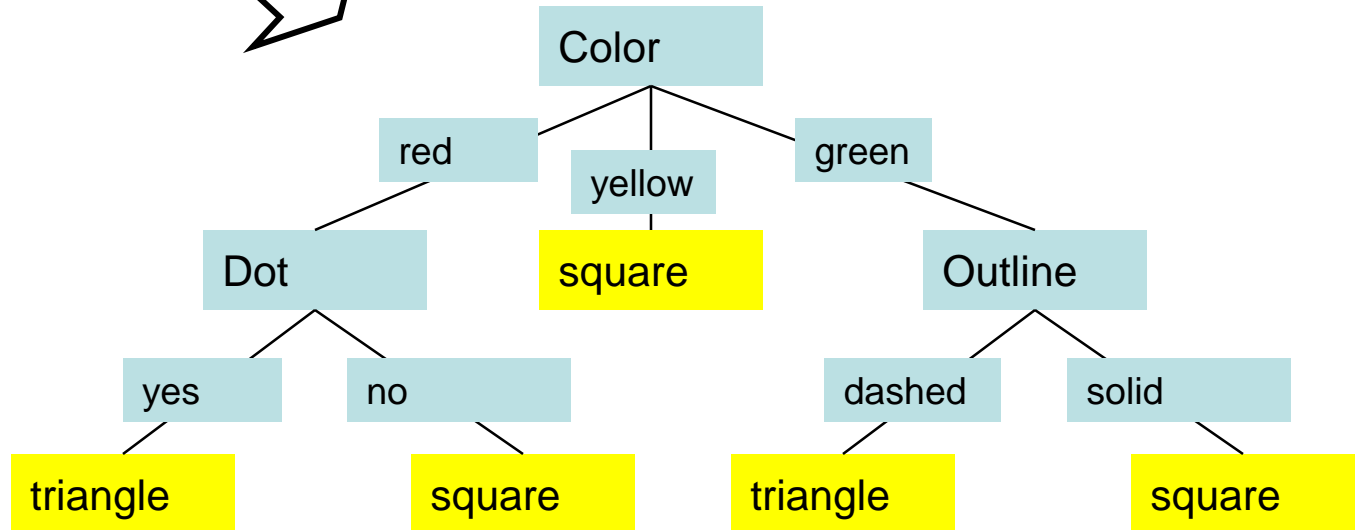 Color
red
green
yellow
Dot
square
Outline
yes
no
dashed
solid
triangle
square
triangle
square